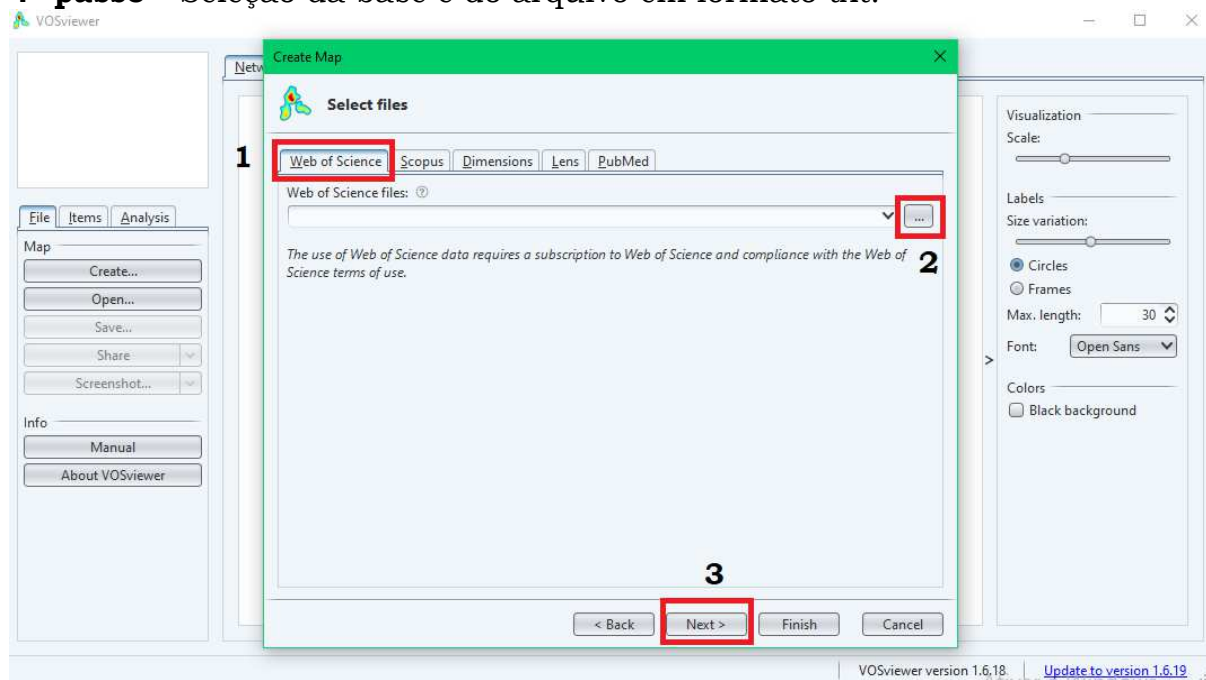 passo - Seleção da base e do arquivo em formato txt.
VOSviewer
Create Map
Select files
1
Web of Science Scopus Dimensions Lens PubMed
Web of Science files:
...
2
The use of Web of Science data requires a subscription to Web of Science and compliance with the Web of
Science terms of use.
3
< Back Next > Finish Cancel
File Items Analysis
Map
Create...
Open...
Save...
Share
Screenshot...
Info
Manual
About VOSviewer
Visualization
Scale:
Labels
Size variation:
Circles
Frames
Max. length: 30
Font: Open Sans
>
Colors
Black background
VOSviewer version 1.6.18 Update to version 1.6.19